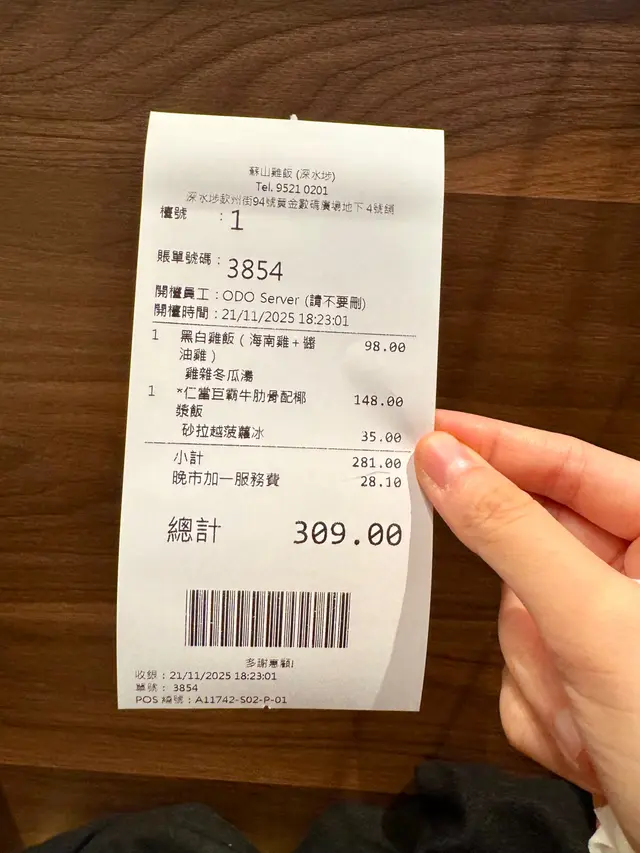 蘇山雞飯 (深水埗)
Tel. 9521 0201
深水埗欽州街94號黃金數碼廣場地下4號舖
檯號 : 1
賬單號碼 : 3854
開檯員工 : ODO Server (請不要刪)
開檯時間 : 21/11/2025 18:23:01
1 黑白雞飯 ( 海南雞 + 醬 98.00
油雞 )
雞雜冬瓜湯
1 *仁當巨霸牛肋骨配椰 148.00
漿飯
砂拉越菠蘿冰 35.00
小計 281.00
晚市加一服務費 28.10
總計 309.00
多謝惠顧!
收銀 : 21/11/2025 18:23:01
單號 : 3854
POS 編號 : A11742-S02-P-01